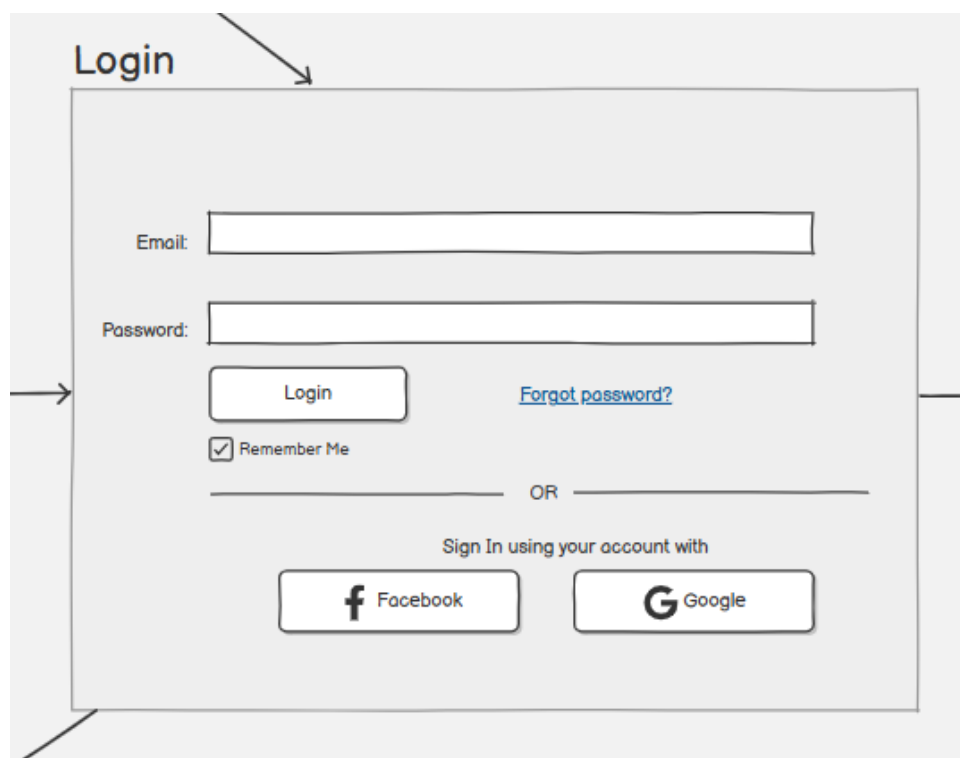 Login
Email:
Password:
Login
Forgot password?
Remember Me
OR
Sign In using your account with
Facebook
Google